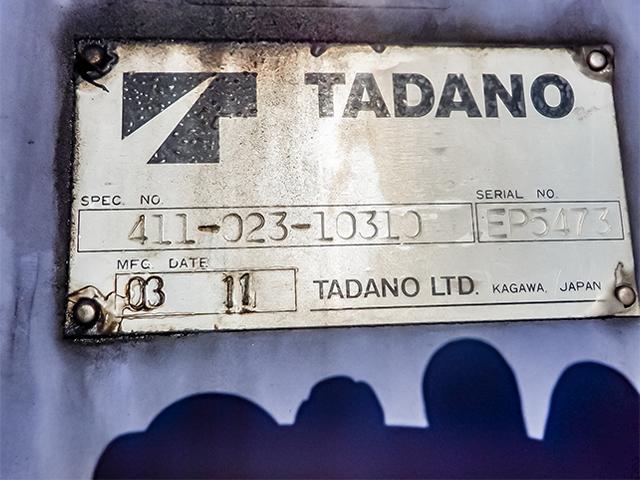 TADANO
SPEC. NO.
SERIAL NO.
411-023-10310
EP5473
MFG. DATE
03 11
TADANO LTD. KAGAWA, JAPAN